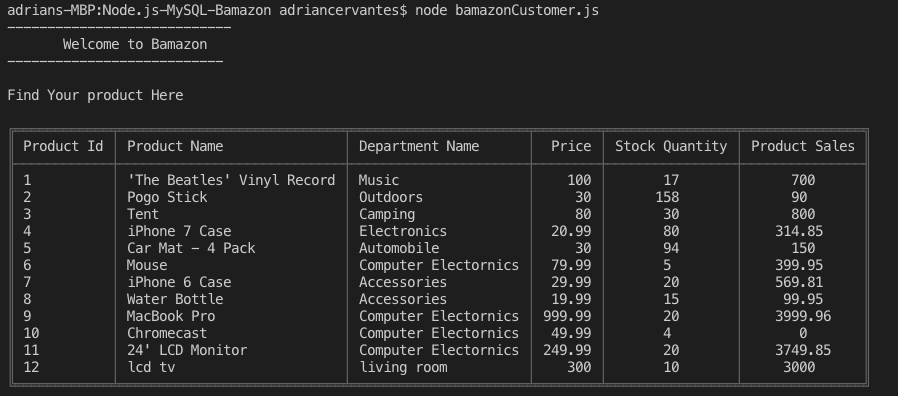 adrians-MBP:Node.js-MySQL-Bamazon adriancervantes$ node bamazonCustomer.js
----------------------------
Welcome to Bamazon
---------------------------
Find Your product Here
Product Id Product Name Department Name Price Stock Quantity Product Sales
1 'The Beatles' Vinyl Record Music 100 17 700
2 Pogo Stick Outdoors 30 158 90
3 Tent Camping 80 30 800
4 iPhone 7 Case Electronics 20.99 80 314.85
5 Car Mat - 4 Pack Automobile 30 94 150
6 Mouse Computer Electornics 79.99 5 399.95
7 iPhone 6 Case Accessories 29.99 20 569.81
8 Water Bottle Accessories 19.99 15 99.95
9 MacBook Pro Computer Electornics 999.99 20 3999.96
10 Chromecast Computer Electornics 49.99 4 0
11 24' LCD Monitor Computer Electornics 249.99 20 3749.85
12 lcd tv living room 300 10 3000